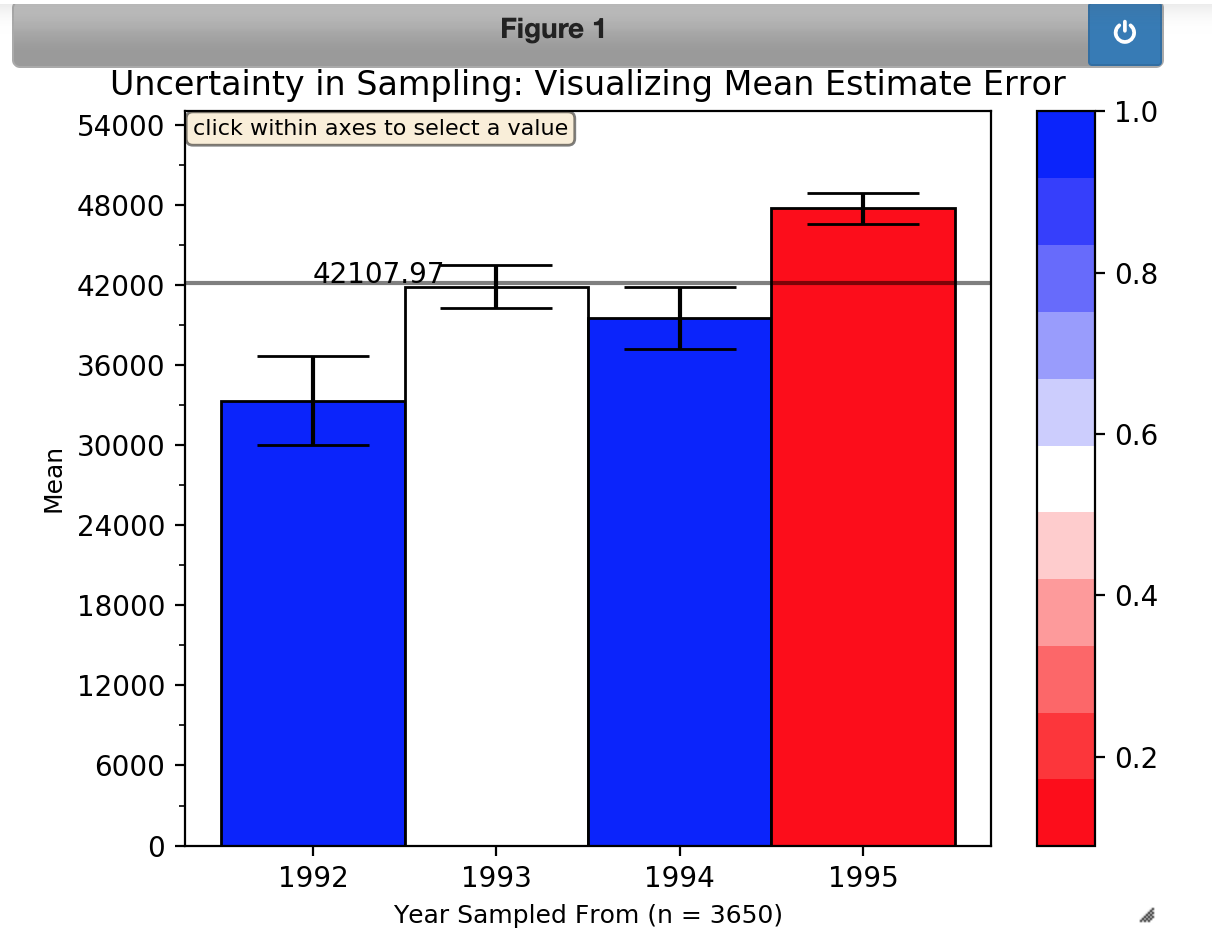 Figure 1
Uncertainty in Sampling: Visualizing Mean Estimate Error
click within axes to select a value
54000
48000
42000
36000
30000
24000
18000
12000
6000
0
Mean
42107.97
1992 1993 1994 1995
Year Sampled From (n = 3650)
1.0
0.8
0.6
0.4
0.2